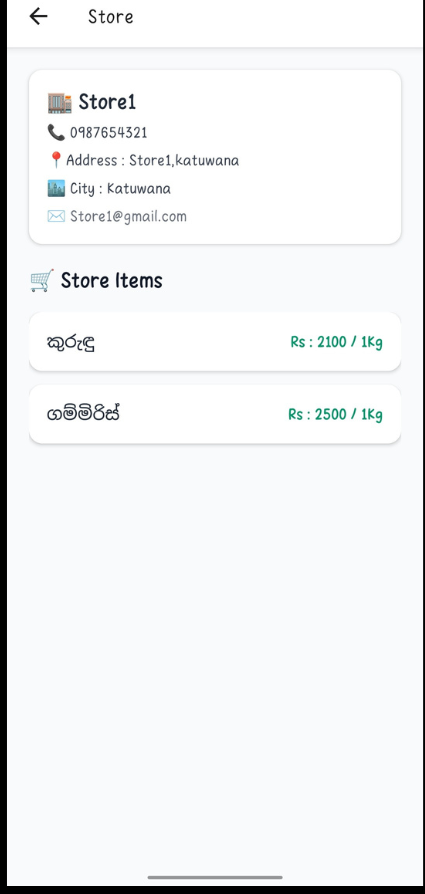 Store
Store1
0987654321
Address : Store1,katuwana
City : Katuwana
Store1@gmail.com
Store Items
කුරුඳු Rs : 2100 / 1Kg
ගම්මිරිස් Rs : 2500 / 1Kg